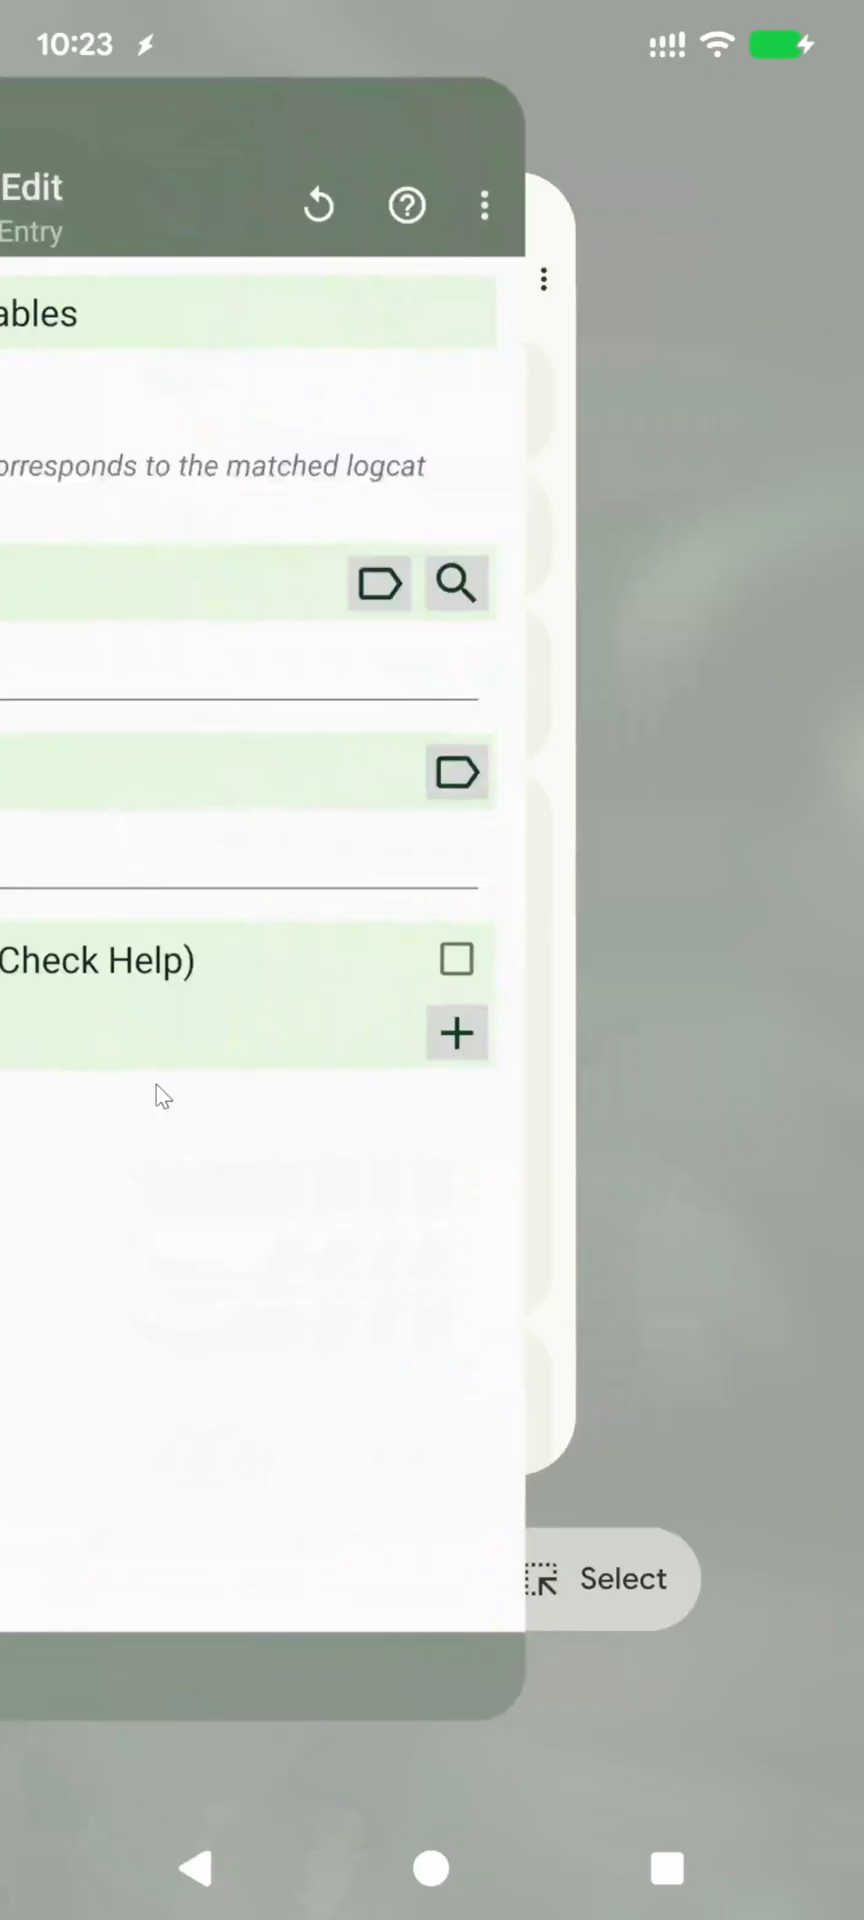 10:23
Edit
Entry
ables
orresponds to the matched logcat
Check Help)
Select